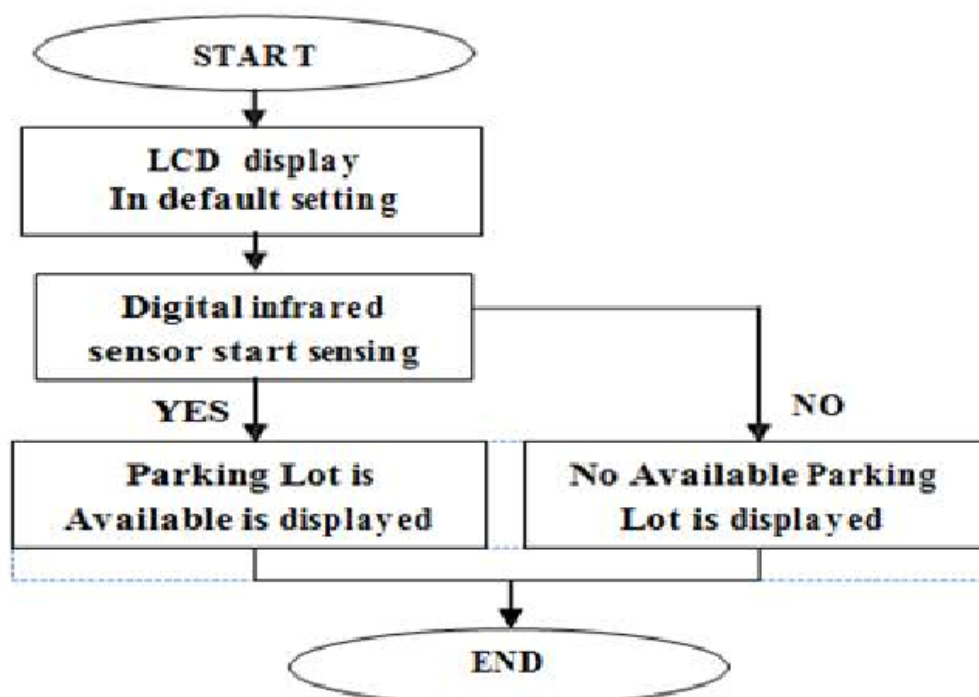 START
LCD display
In default setting
Digital infrared
sensor start sensing
YES
NO
Parking Lot is
Available is displayed
No Available Parking
Lot is displayed
END